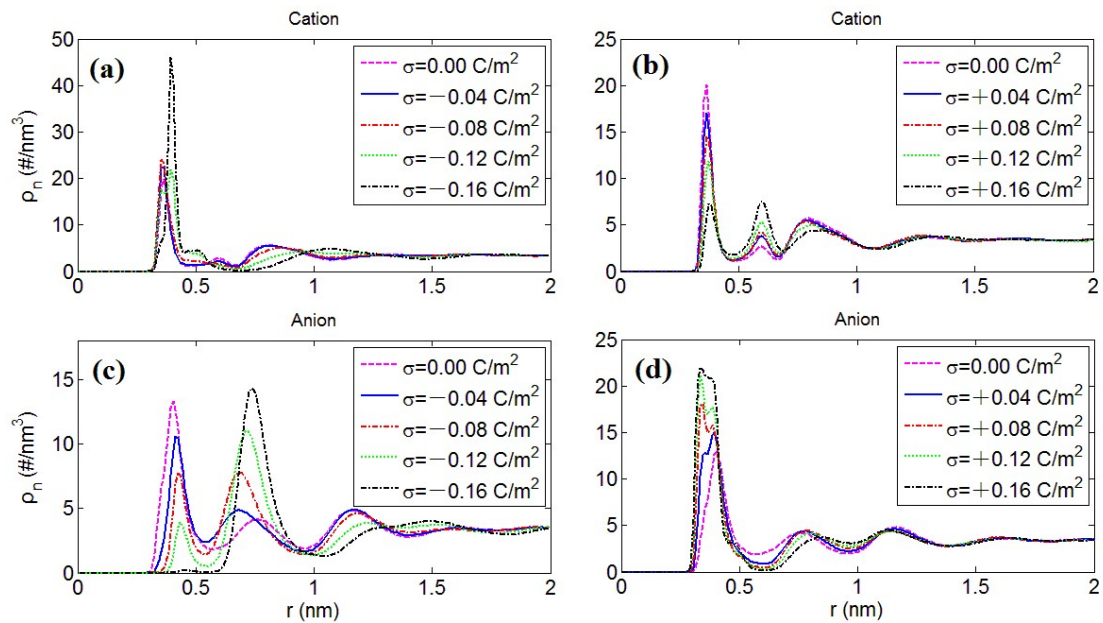 Cation
(a)
50
40
30
20
10
0
ρn (#/nm3)
σ=0.00 C/m2
σ=−0.04 C/m2
σ=−0.08 C/m2
σ=−0.12 C/m2
σ=−0.16 C/m2
0 0.5 1 1.5 2
Cation
(b)
25
20
15
10
5
0
ρn (#/nm3)
σ=0.00 C/m2
σ=+0.04 C/m2
σ=+0.08 C/m2
σ=+0.12 C/m2
σ=+0.16 C/m2
0 0.5 1 1.5 2
Anion
(c)
15
10
5
0
ρn (#/nm3)
σ=0.00 C/m2
σ=−0.04 C/m2
σ=−0.08 C/m2
σ=−0.12 C/m2
σ=−0.16 C/m2
0 0.5 1 1.5 2
r (nm)
Anion
(d)
25
20
15
10
5
0
ρn (#/nm3)
σ=0.00 C/m2
σ=+0.04 C/m2
σ=+0.08 C/m2
σ=+0.12 C/m2
σ=+0.16 C/m2
0 0.5 1 1.5 2
r (nm)